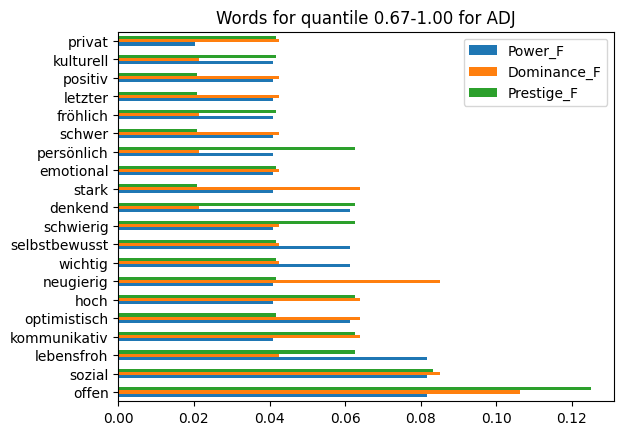 Words for quantile 0.67-1.00 for ADJ
privat
kulturell
positiv
letzter
fröhlich
schwer
persönlich
emotional
stark
denkend
schwierig
selbstbewusst
wichtig
neugierig
hoch
optimistisch
kommunikativ
lebensfroh
sozial
offen
Power_F
Dominance_F
Prestige_F
0.00 0.02 0.04 0.06 0.08 0.10 0.12